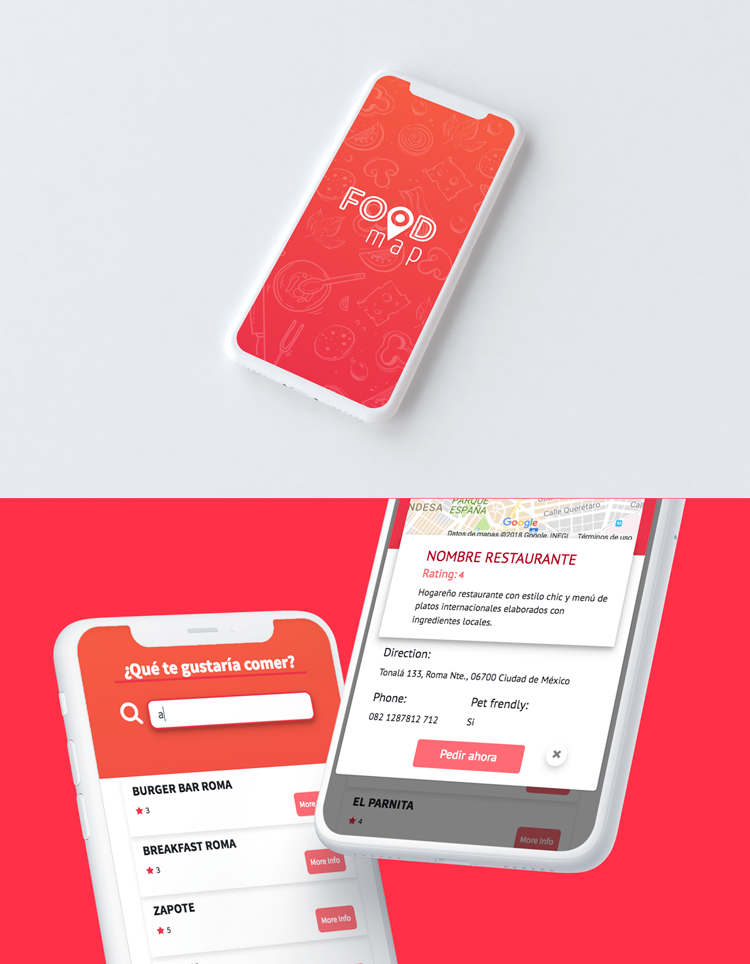 FOOD
map
NDESA
PARQUE
ESPAÑA
Calle Querétaro
Google
Datos de mapas ©2018 Google, INEGI
Términos de uso
NOMBRE RESTAURANTE
Rating: 4
Hogareño restaurante con estilo chic y menú de
platos internacionales elaborados con
ingredientes locales.
Direction:
Tonalá 133, Roma Nte., 06700 Ciudad de México
Phone:
Pet frendly:
082 1287812 712
Si
Pedir ahora
EL PARNITA
4
More Info
¿Qué te gustaría comer?
a
BURGER BAR ROMA
3
More
BREAKFAST ROMA
3
More Info
ZAPOTE
5
More Info